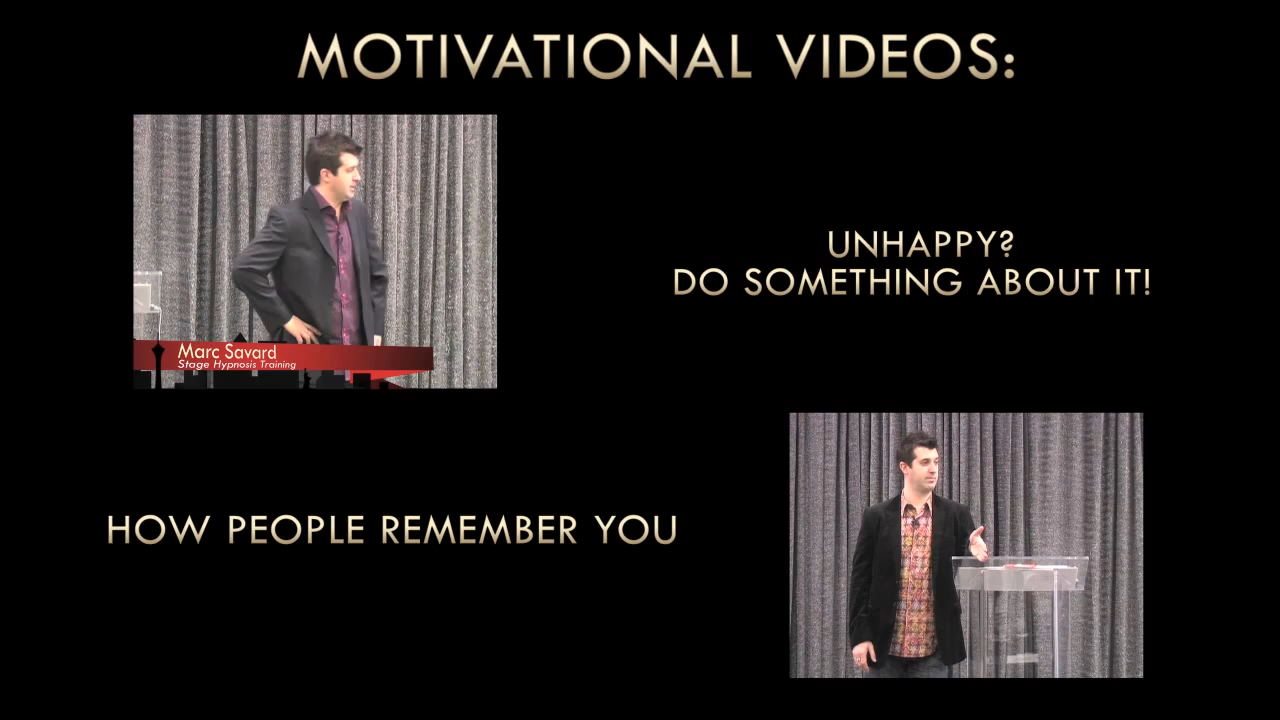 MOTIVATIONAL VIDEOS:
UNHAPPY?
DO SOMETHING ABOUT IT!
Marc Savard
Stage Hypnosis Training
HOW PEOPLE REMEMBER YOU